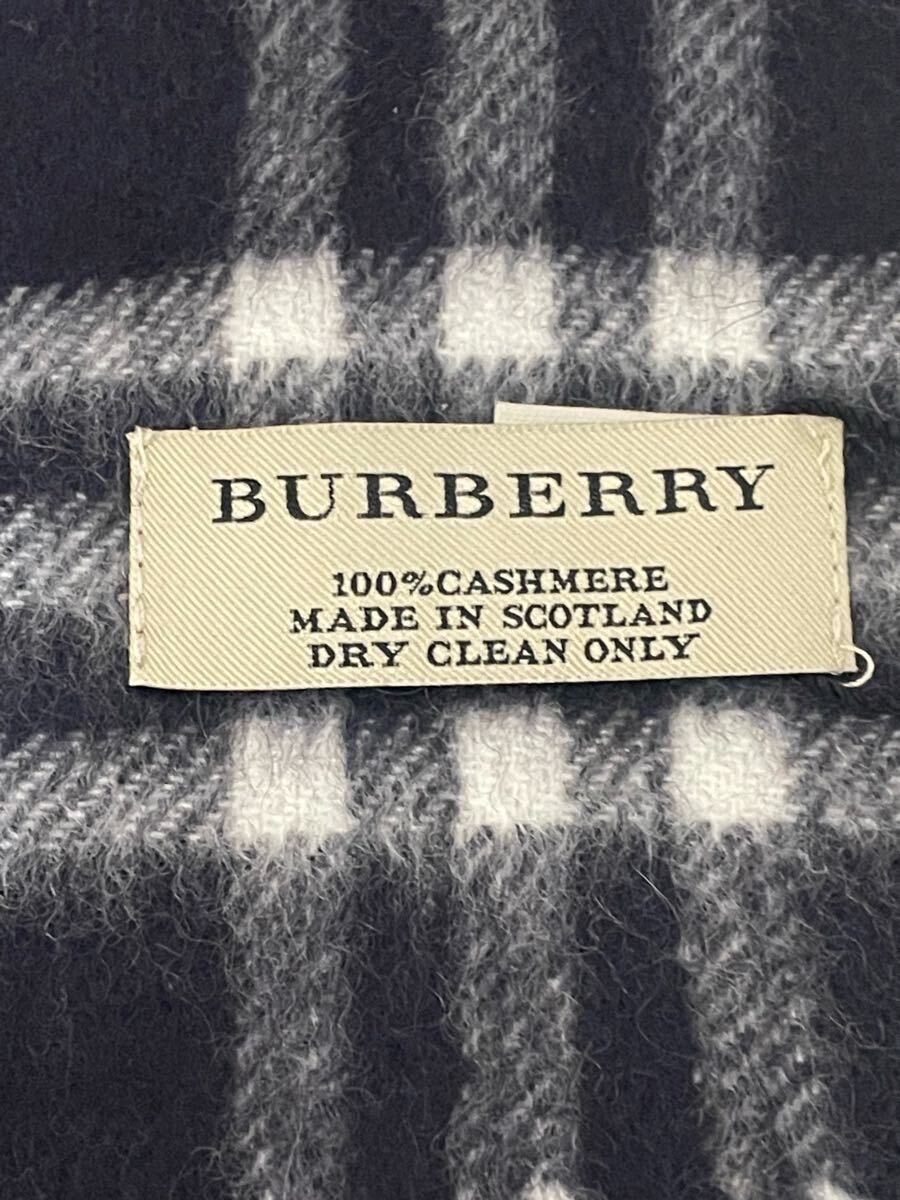 BURBERRY
100%CASHMERE
MADE IN SCOTLAND
DRY CLEAN ONLY